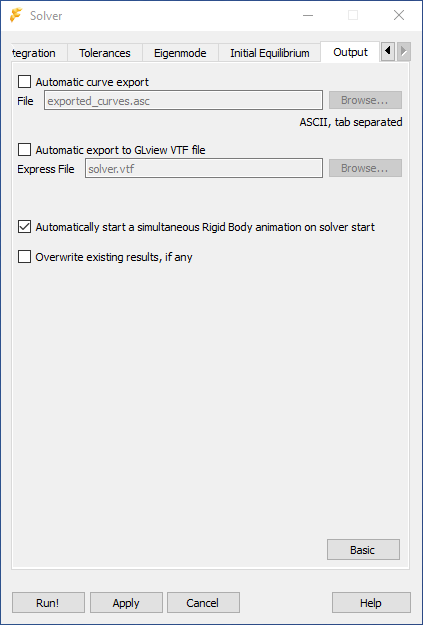 Solver
tegration Tolerances Eigenmode Initial Equilibrium Output
Automatic curve export
File exported_curves.asc Browse...
ASCII, tab separated
Automatic export to GLview VTF file
Express File solver.vtf Browse...
Automatically start a simultaneous Rigid Body animation on solver start
Overwrite existing results, if any
Basic
Run! Apply Cancel Help